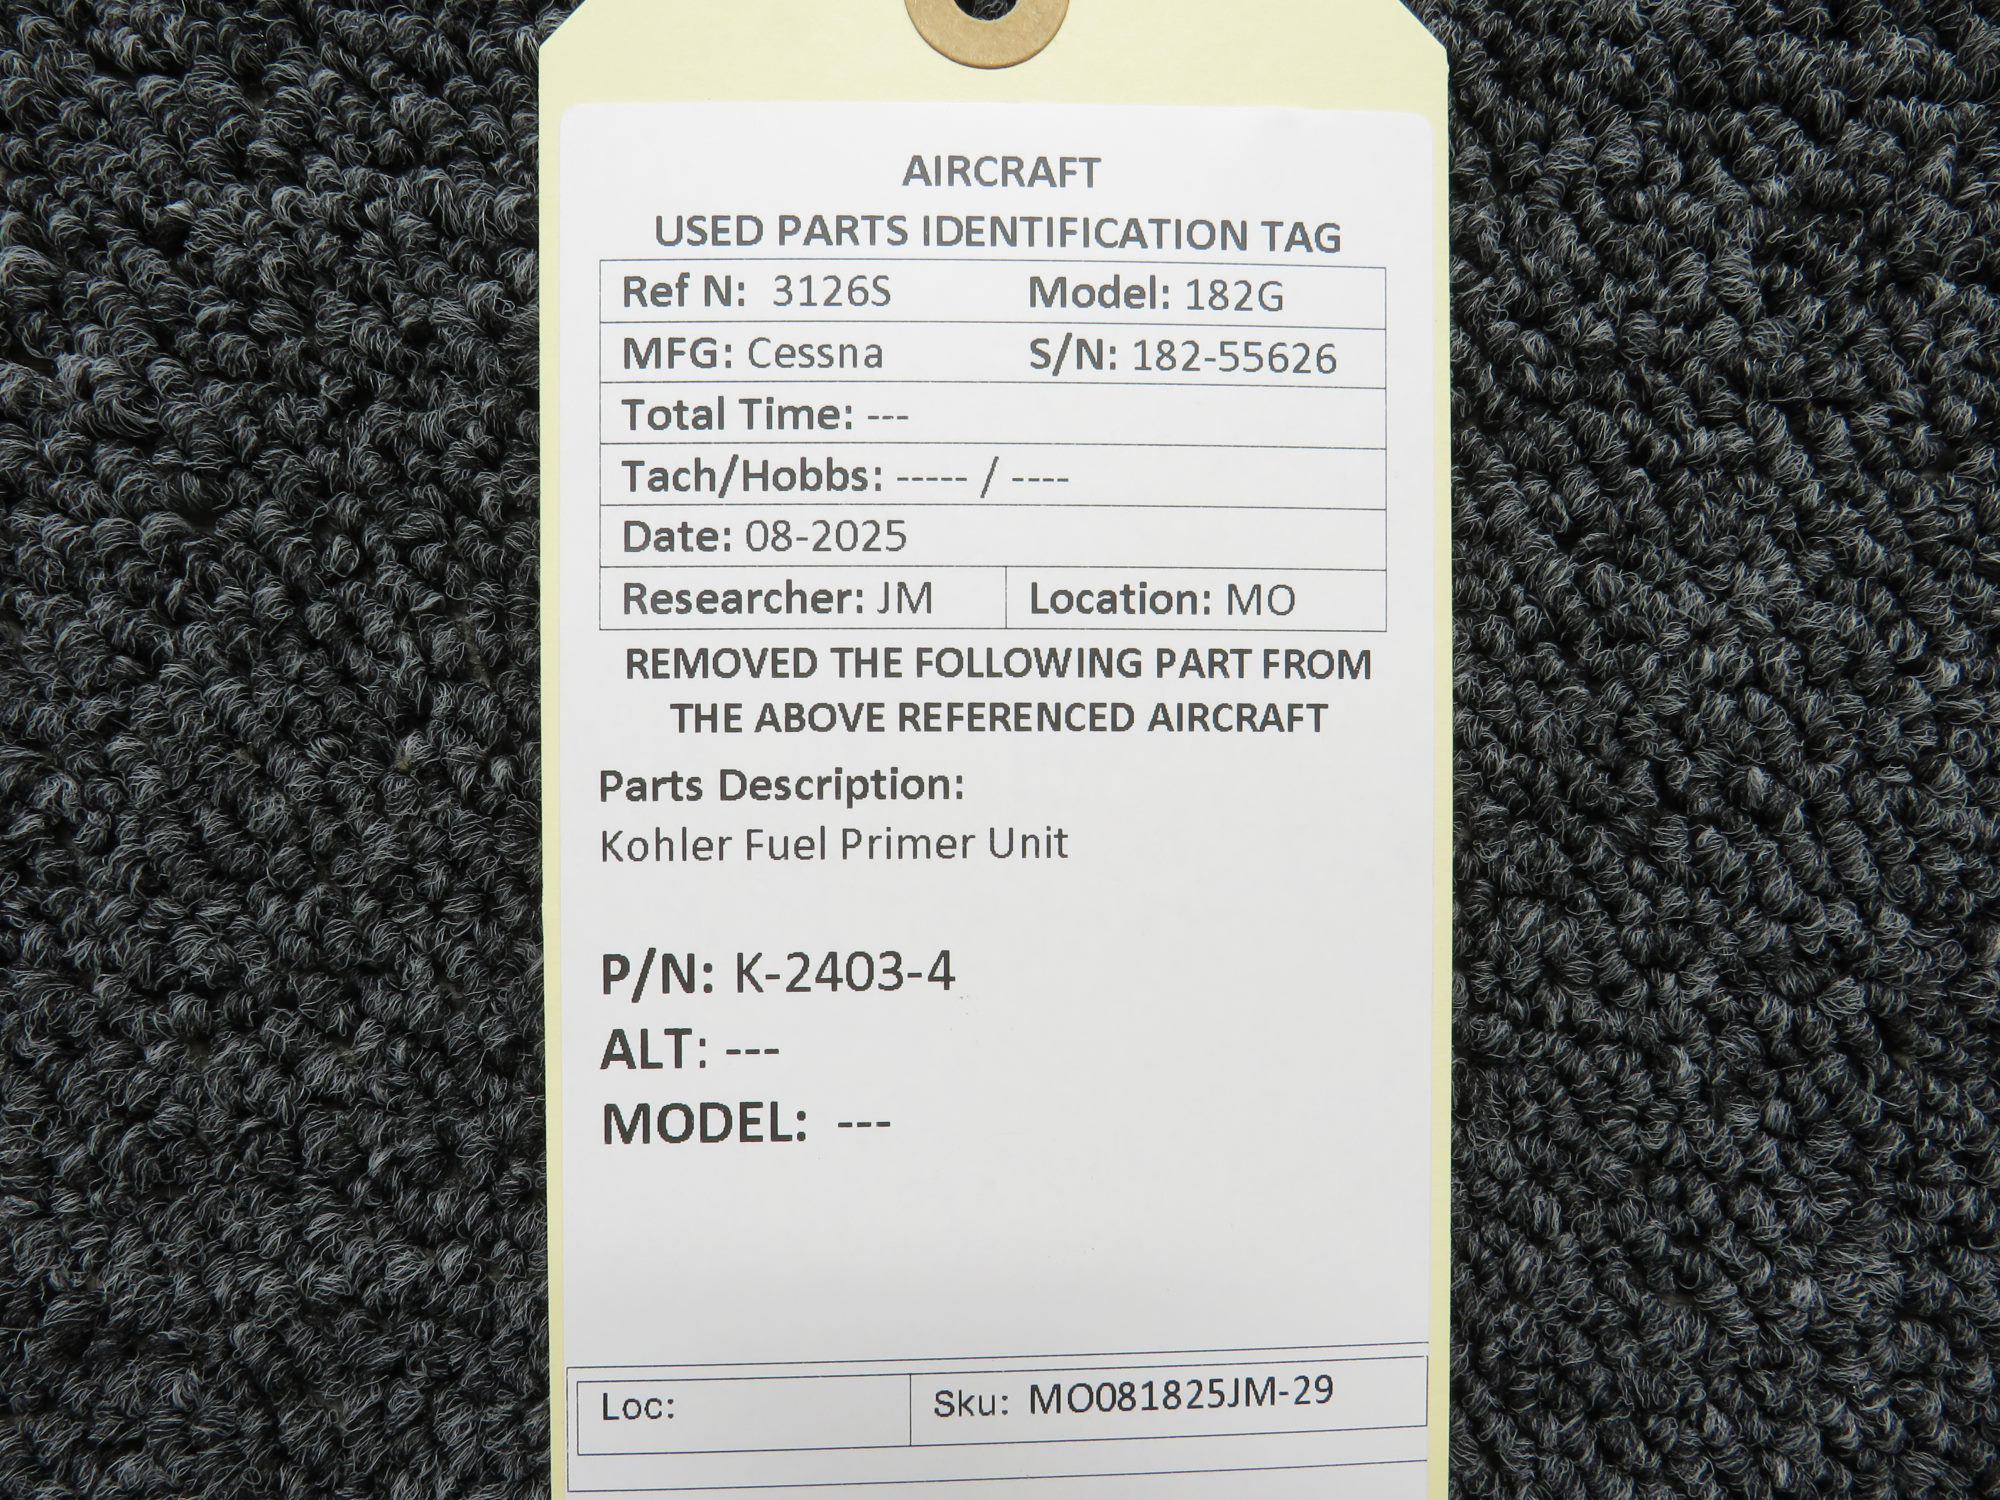 AIRCRAFT
USED PARTS IDENTIFICATION TAG
Ref N: 3126S Model: 182G
MFG: Cessna S/N: 182-55626
Total Time: ---
Tach/Hobbs: ----- / ----
Date: 08-2025
Researcher: JM Location: MO
REMOVED THE FOLLOWING PART FROM
THE ABOVE REFERENCED AIRCRAFT
Parts Description:
Kohler Fuel Primer Unit
P/N: K-2403-4
ALT: ---
MODEL: ---
Loc: Sku: MO081825JM-29